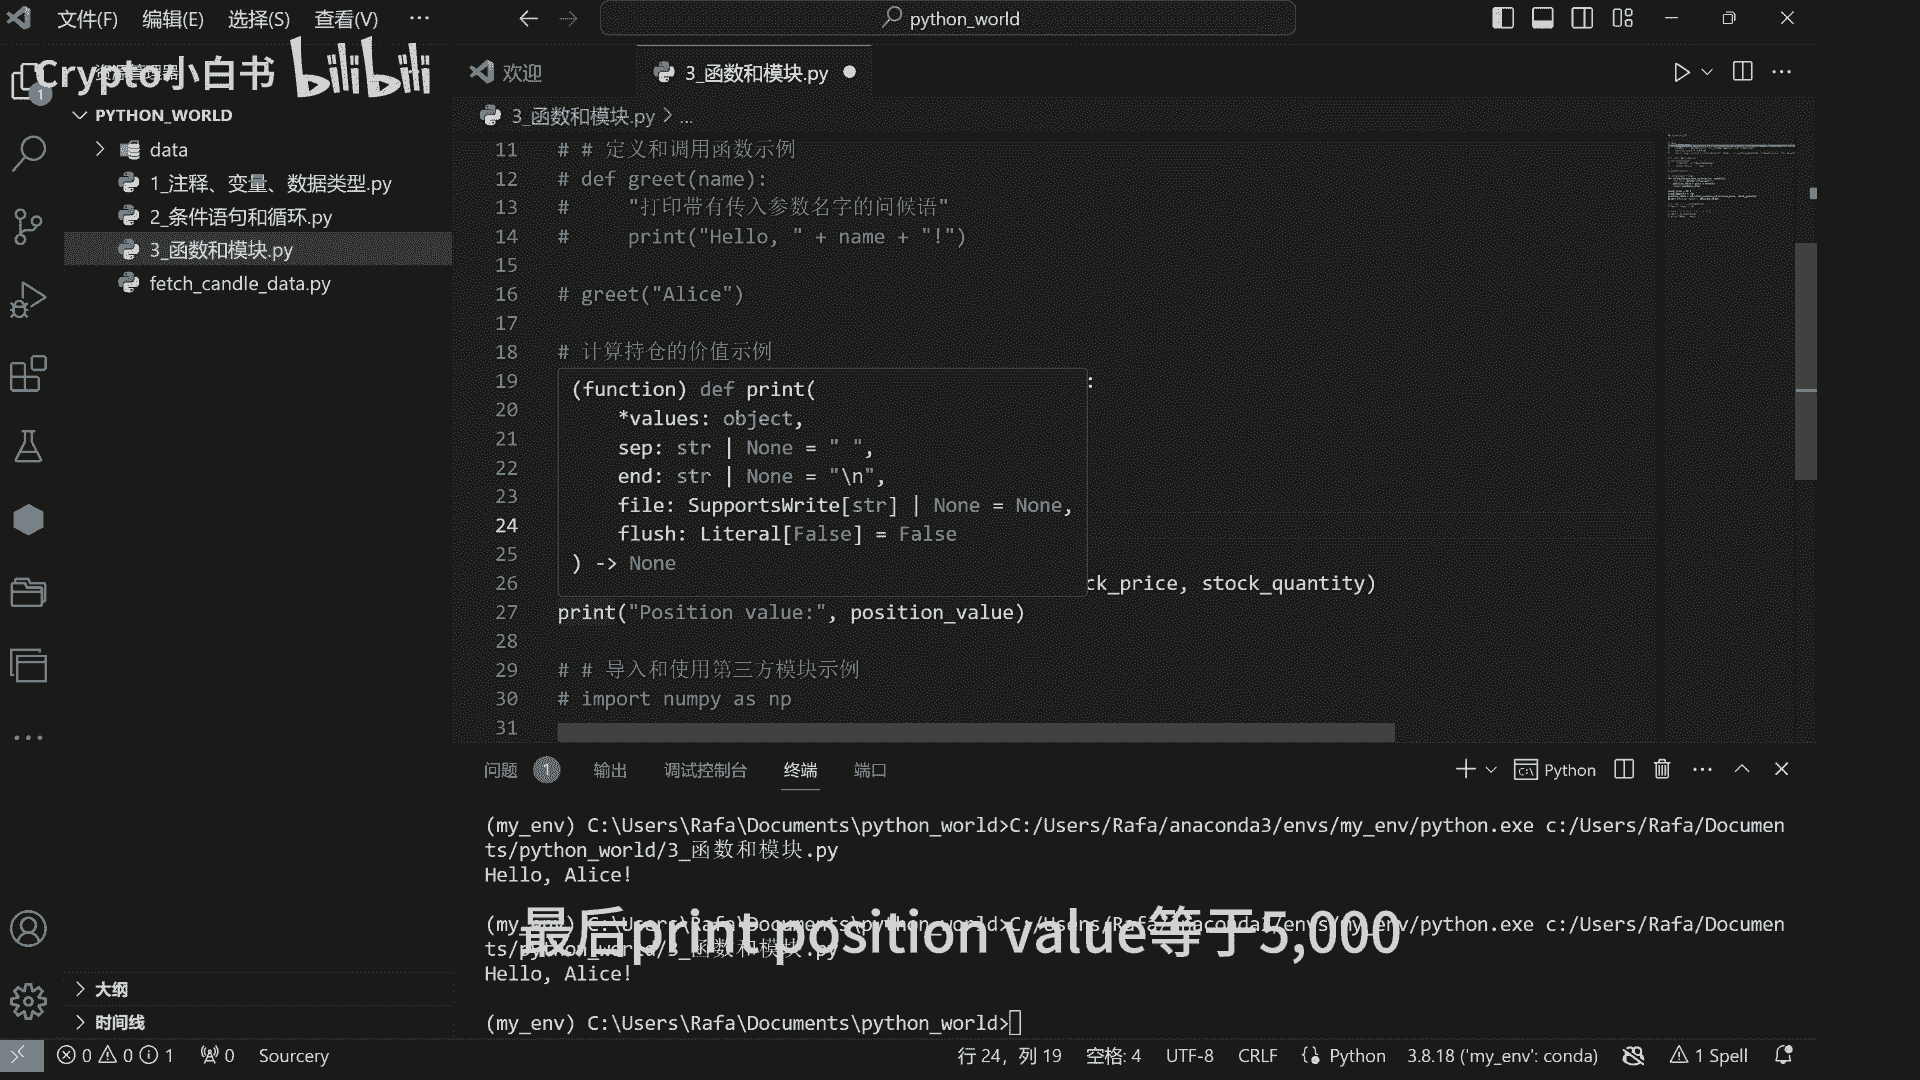 文件(F) 编辑(E) 选择(S) 查看(V) ··· python_world
Crypto小白书 bilibili
1
欢迎 3_函数和模块.py
PYTHON_WORLD
3_函数和模块.py > ...
data
1_注释、变量、数据类型.py
2_条件语句和循环.py
3_函数和模块.py
fetch_candle_data.py
11 # # 定义和调用函数示例
12 # def greet(name):
13 #     "打印带有传入参数名字的问候语"
14 #     print("Hello, " + name + "!")
15
16 # greet("Alice")
17
18 # 计算持仓的价值示例
19 :
20
21
22
23
24
25
26 ck_price, stock_quantity)
(function) def print(
    *values: object,
    sep: str | None = " ",
    end: str | None = "\n",
    file: SupportsWrite[str] | None = None,
    flush: Literal[False] = False
) -> None
27 print("Position value:", position_value)
28
29 # # 导入和使用第三方模块示例
30 # import numpy as np
31
问题 1 输出 调试控制台 终端 端口 Python
(my_env) C:\Users\Rafa\Documents\python_world>C:/Users/Rafa/anaconda3/envs/my_env/python.exe c:/Users/Rafa/Documen
ts/python_world/3_函数和模块.py
Hello, Alice!
(my_env) C:\Users\Rafa\Documents\python_world>C:/Users/Rafa/anaconda3/envs/my_env/python.exe c:/Users/Rafa/Documen
ts/python_world/3_函数和模块.py
最后print position value等于5,000
Hello, Alice!
(my_env) C:\Users\Rafa\Documents\python_world>
大纲
时间线
0 0 1 0 Sourcery 行 24，列 19 空格: 4 UTF-8 CRLF Python 3.8.18 ('my_env': conda) 1 Spell